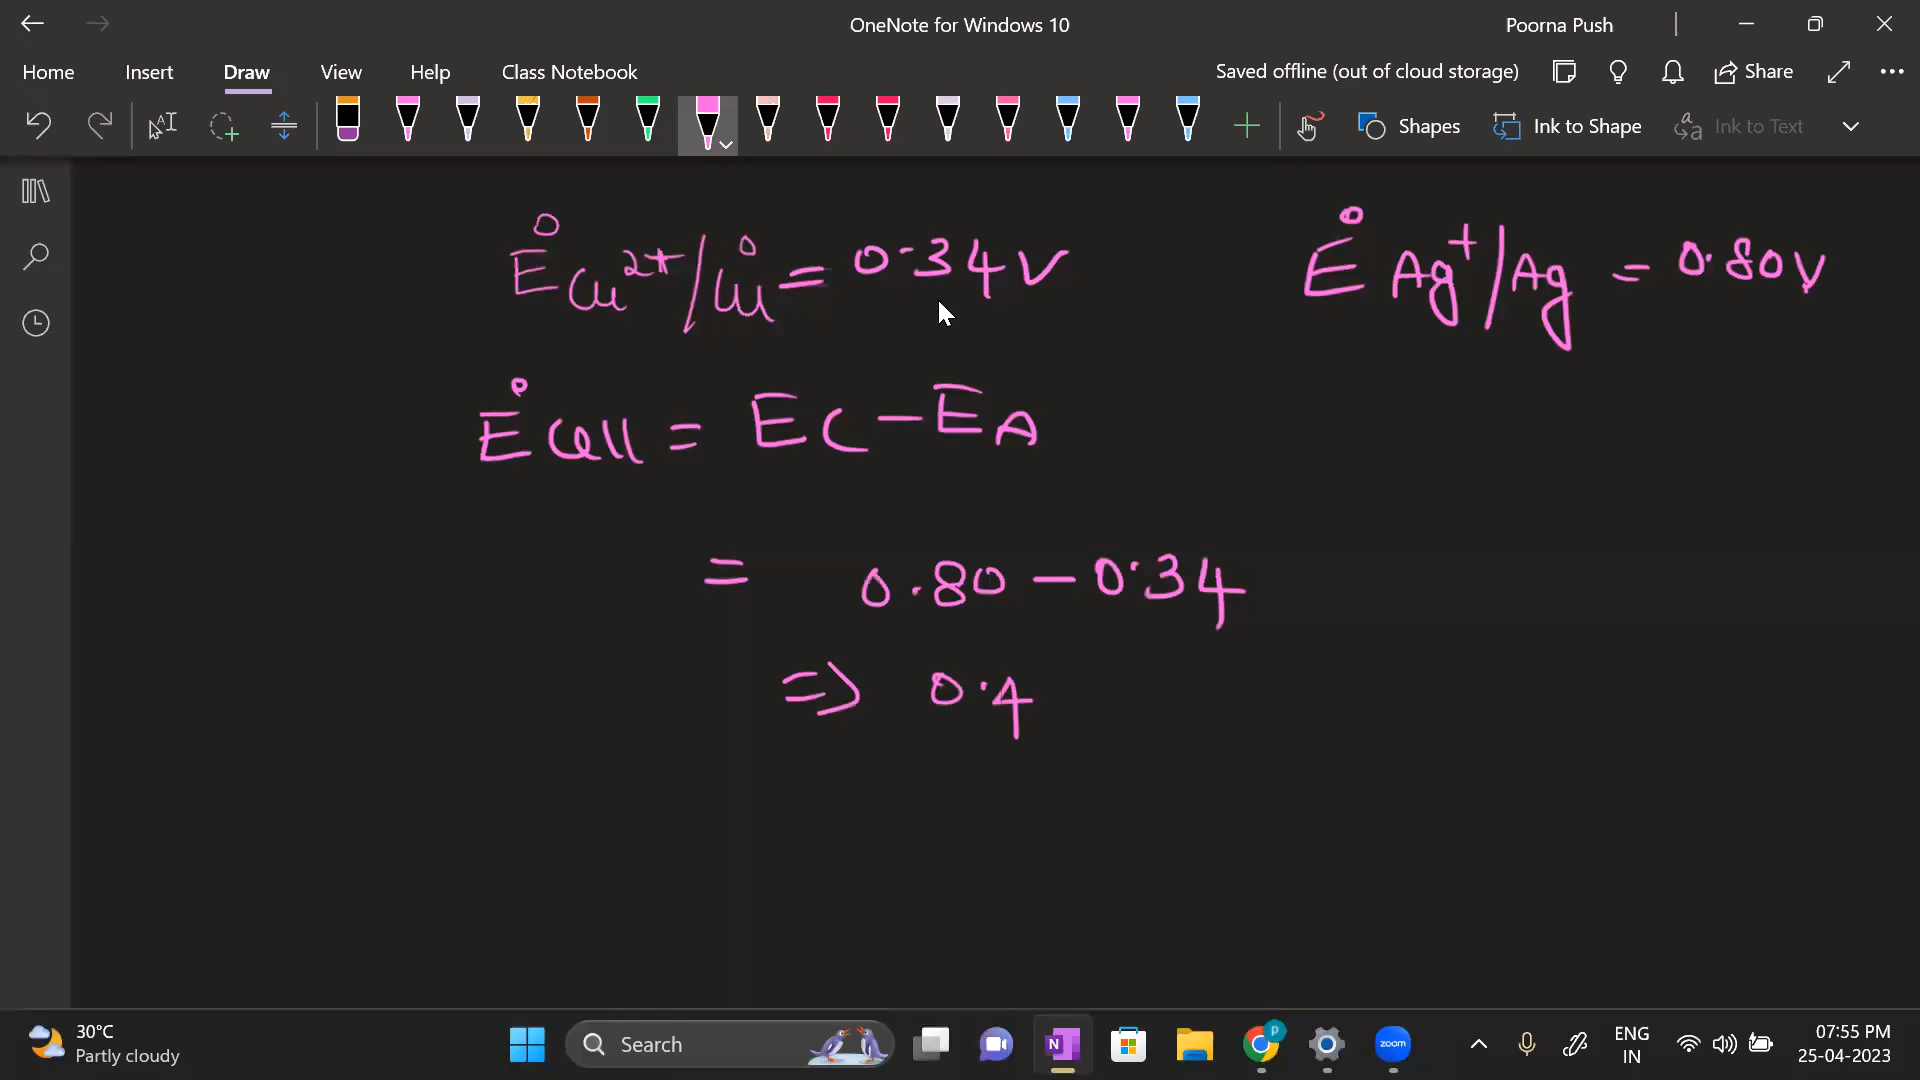 OneNote for Windows 10
Poorna Push
Home Insert Draw View Help Class Notebook
Saved offline (out of cloud storage)
Share
Shapes
Ink to Shape
Ink to Text
E° Cu²⁺/Cu° = 0.34 V
E° Ag⁺/Ag = 0.80V
E° Cell = EC - EA
= 0.80 - 0.34
=> 0.4
30°C
Partly cloudy
Search
zoom
ENG
IN
07:55 PM
25-04-2023